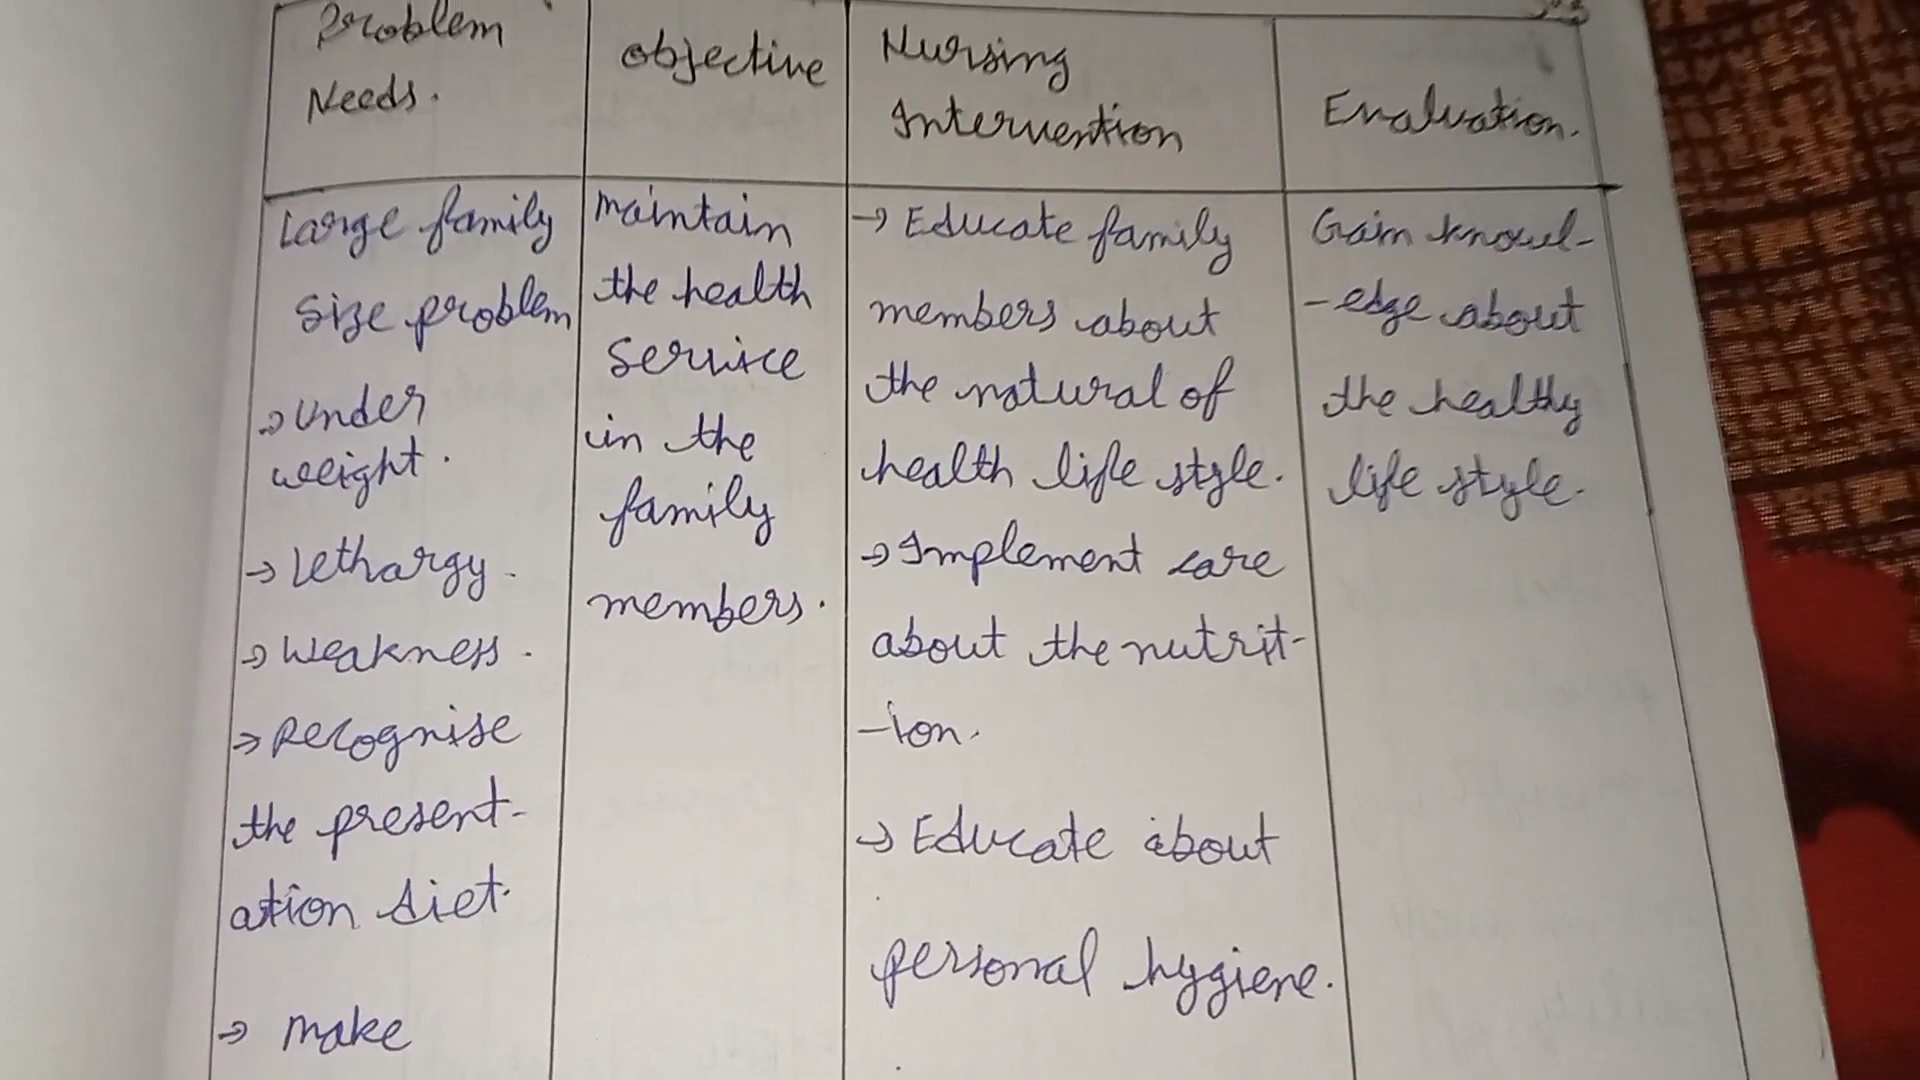 Problem
Needs.
objective
Nursing
Intervention
Evaluation.
Large family
size problem
→ Under
weight.
→ Lethargy.
→ Weakness.
→ Recognise
the present-
ation diet.
→ Make
maintain
the health
service
in the
family
members.
→ Educate family
members about
the natural of
health life style.
→ Implement care
about the nutrit-
-ion.
→ Educate about
personal hygiene.
Gain knowl-
-edge about
the healthy
life style.